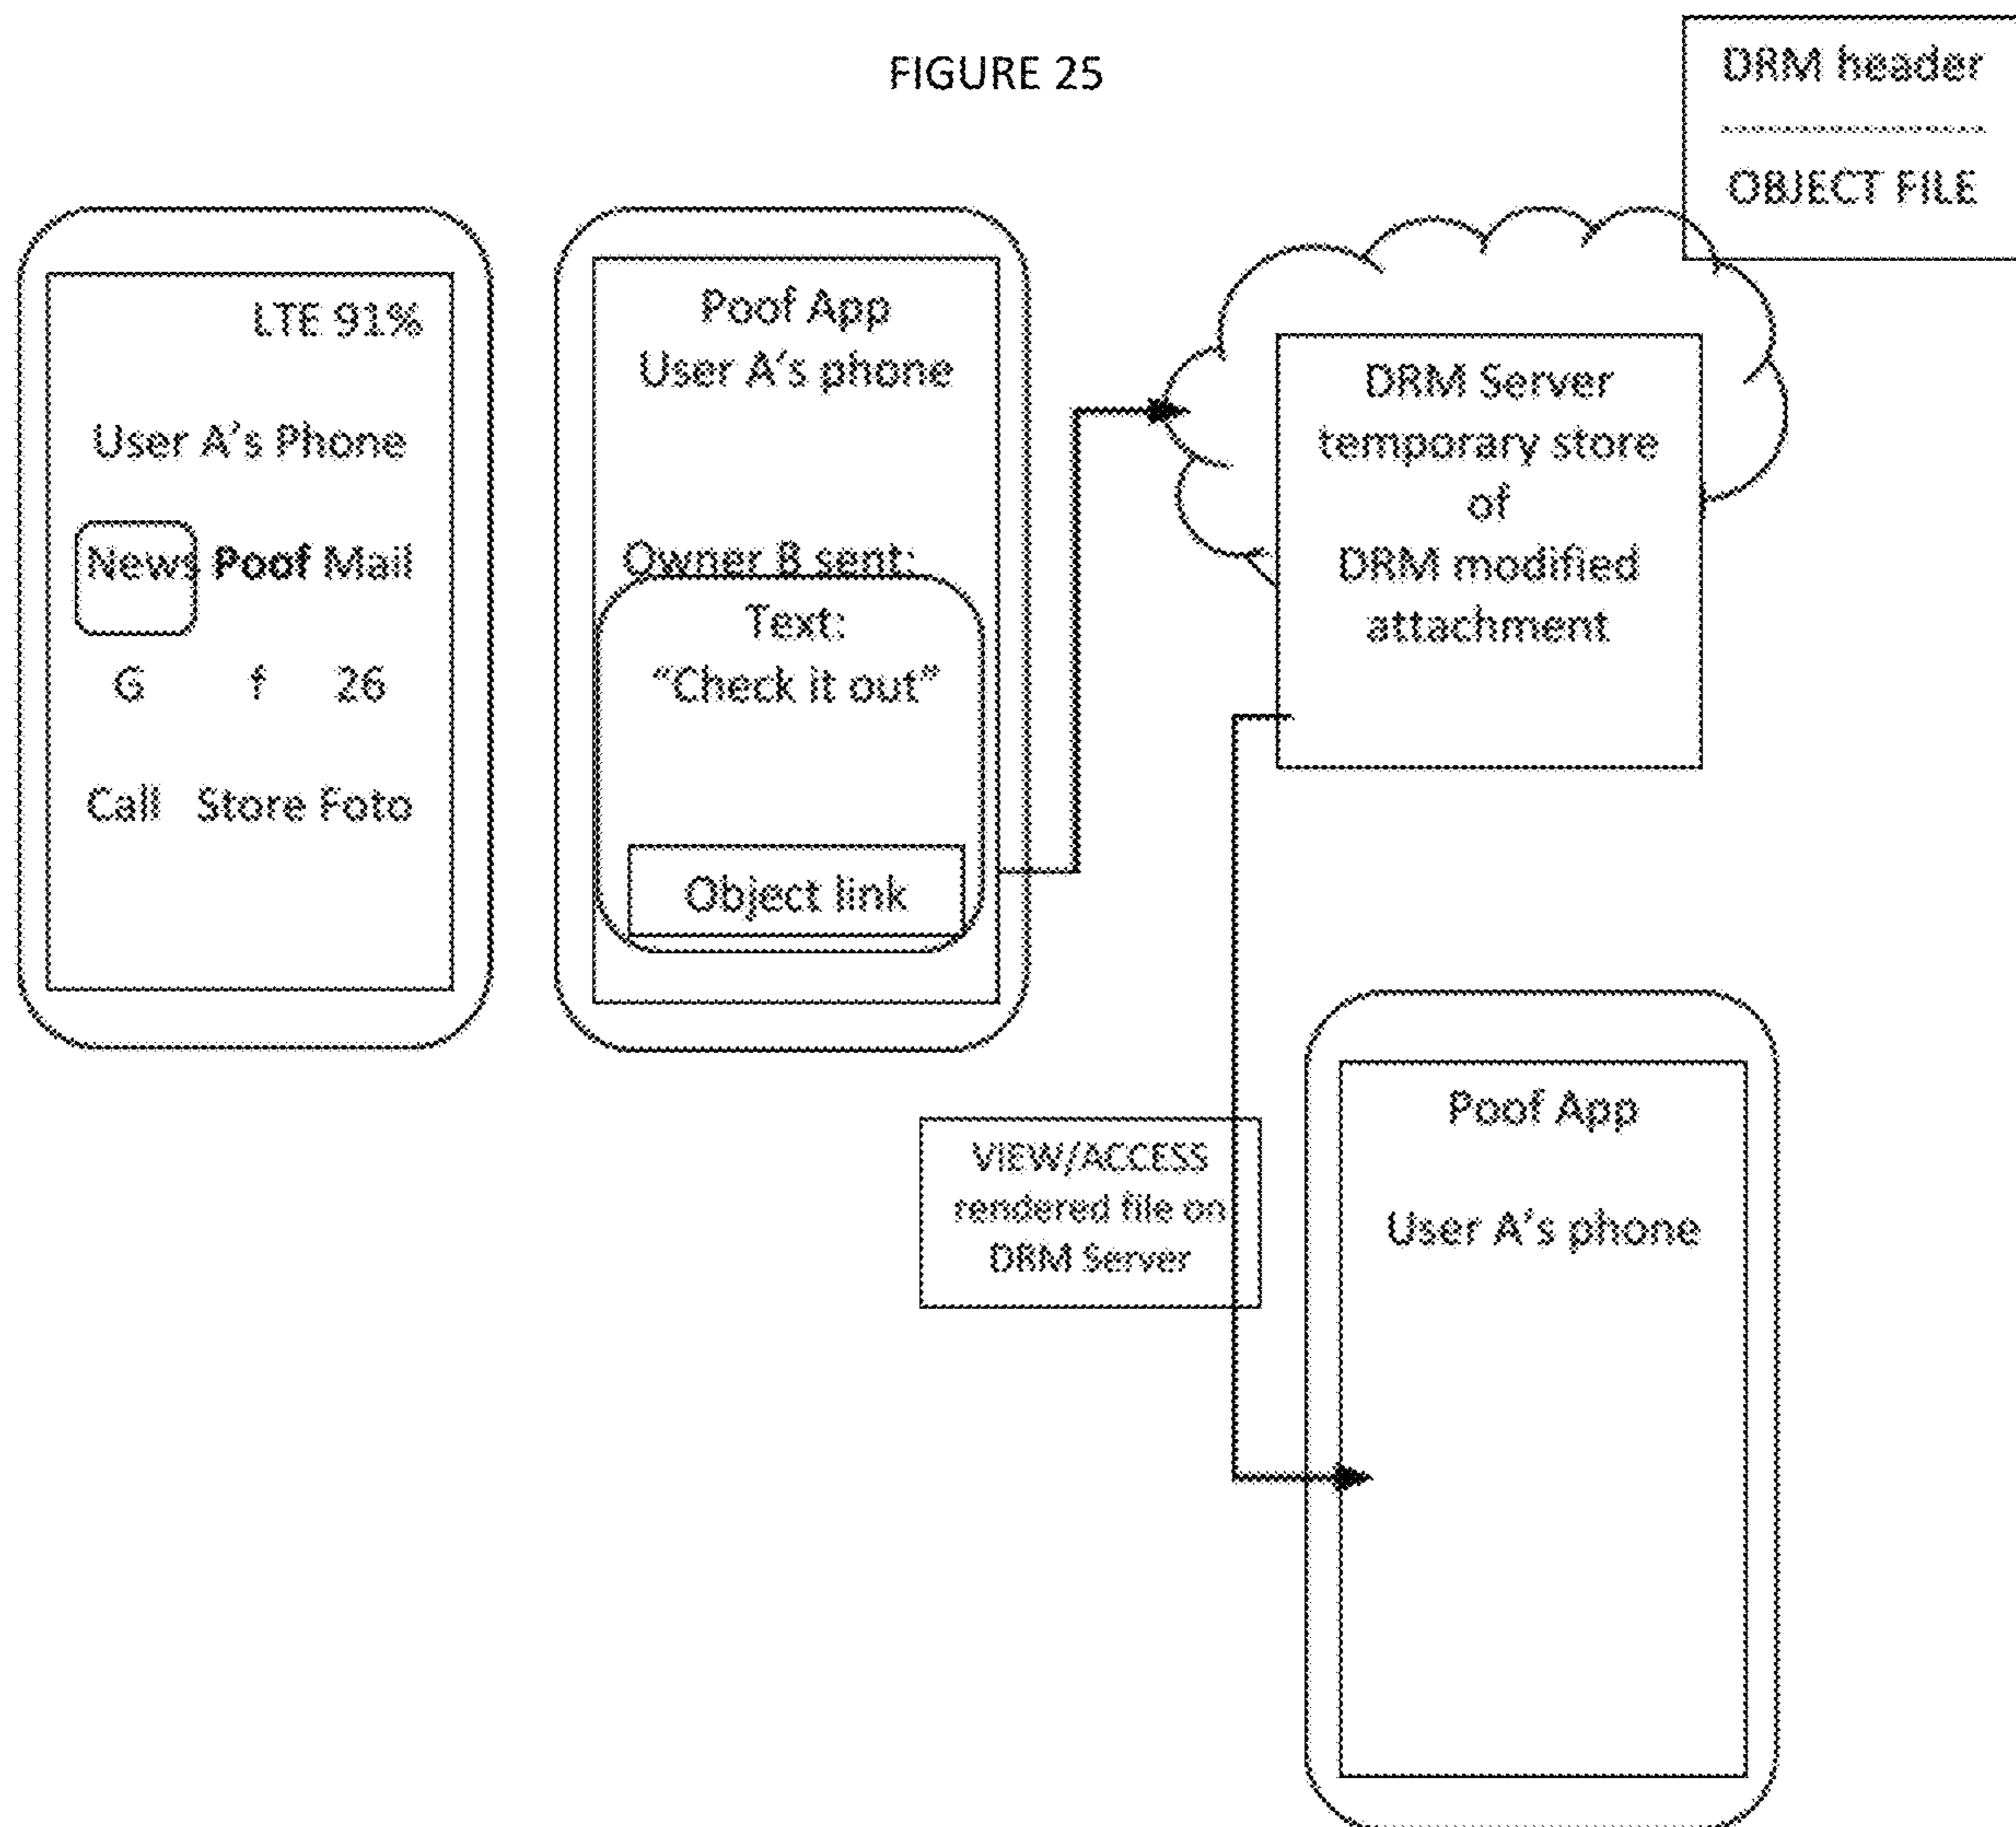 FIGURE 25
DRM header
OBJECT FILE
LTE 91%
User A's Phone
News Poof Mail
G f 26
Call Store Foto
Poof App
User A's phone
Owner B sent:
Text:
“Check it out”
Object link
DRM Server
temporary store
of
DRM modified
attachment
VIEW/ACCESS
rendered file on
DRM Server
Poof App
User A's phone